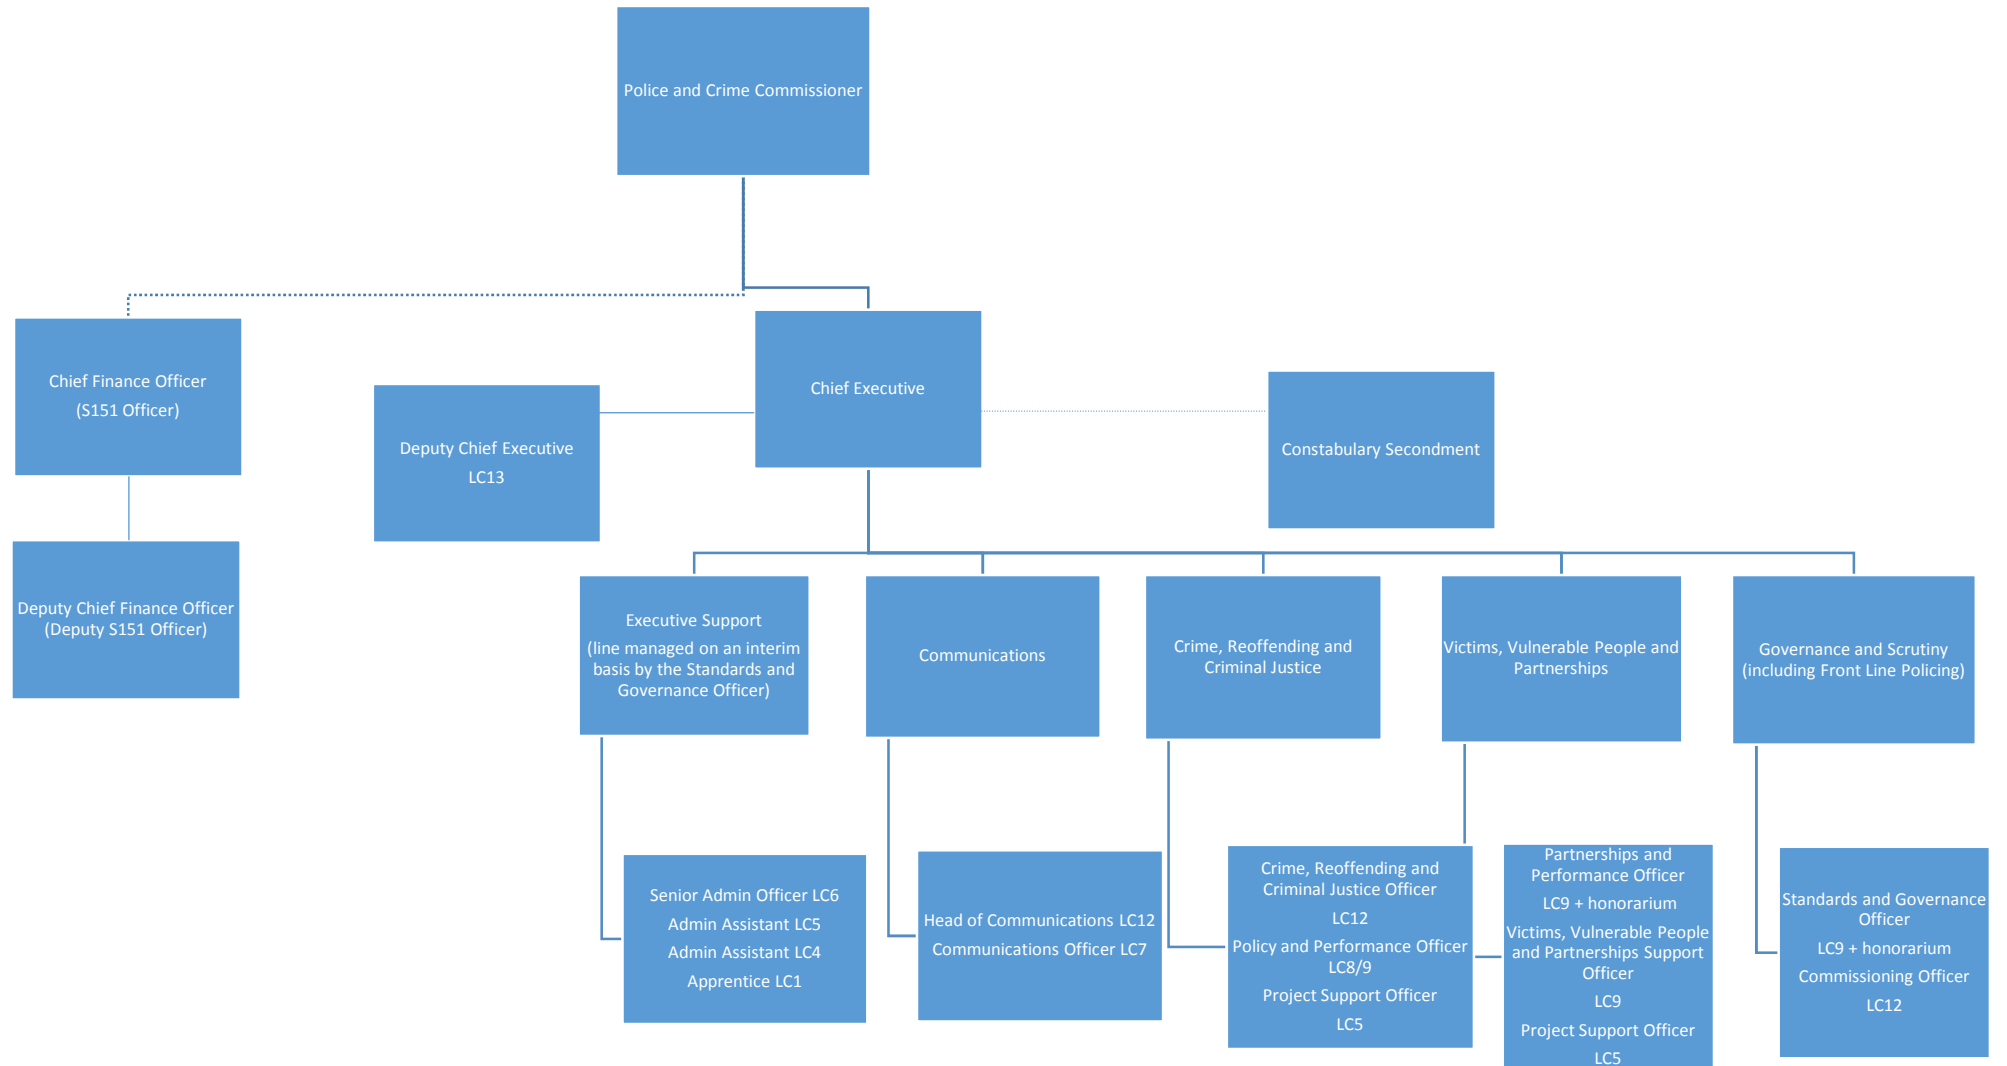 Police and Crime Commissioner
Chief Finance Officer
(S151 Officer)
Deputy Chief Finance Officer
(Deputy S151 Officer)
Deputy Chief Executive
LC13
Chief Executive
Constabulary Secondment
Executive Support
(line managed on an interim
basis by the Standards and
Governance Officer)
Communications
Crime, Reoffending and
Criminal Justice
Victims, Vulnerable People and
Partnerships
Governance and Scrutiny
(including Front Line Policing)
Senior Admin Officer LC6
Admin Assistant LC5
Admin Assistant LC4
Apprentice LC1
Head of Communications LC12
Communications Officer LC7
Crime, Reoffending and
Criminal Justice Officer
LC12
Policy and Performance Officer
LC8/9
Project Support Officer
LC5
Partnerships and
Performance Officer
LC9 + honorarium
Victims, Vulnerable People
and Partnerships Support
Officer
LC9
Project Support Officer
LC5
Standards and Governance
Officer
LC9 + honorarium
Commissioning Officer
LC12